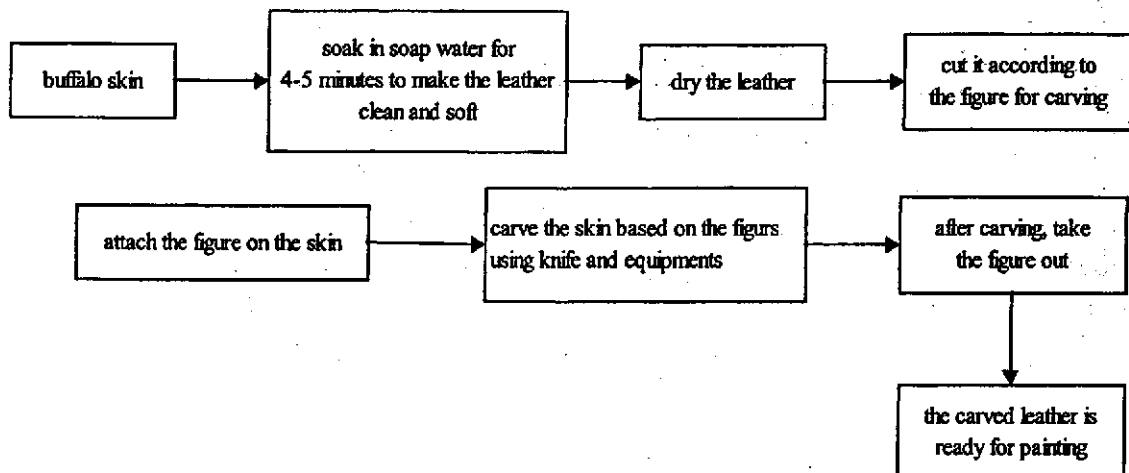 buffalo skin
soak in soap water for
4-5 minutes to make the leather
clean and soft
dry the leather
cut it according to
the figure for carving
attach the figure on the skin
carve the skin based on the figurs
using knife and equipments
after carving, take
the figure out
the carved leather is
ready for painting